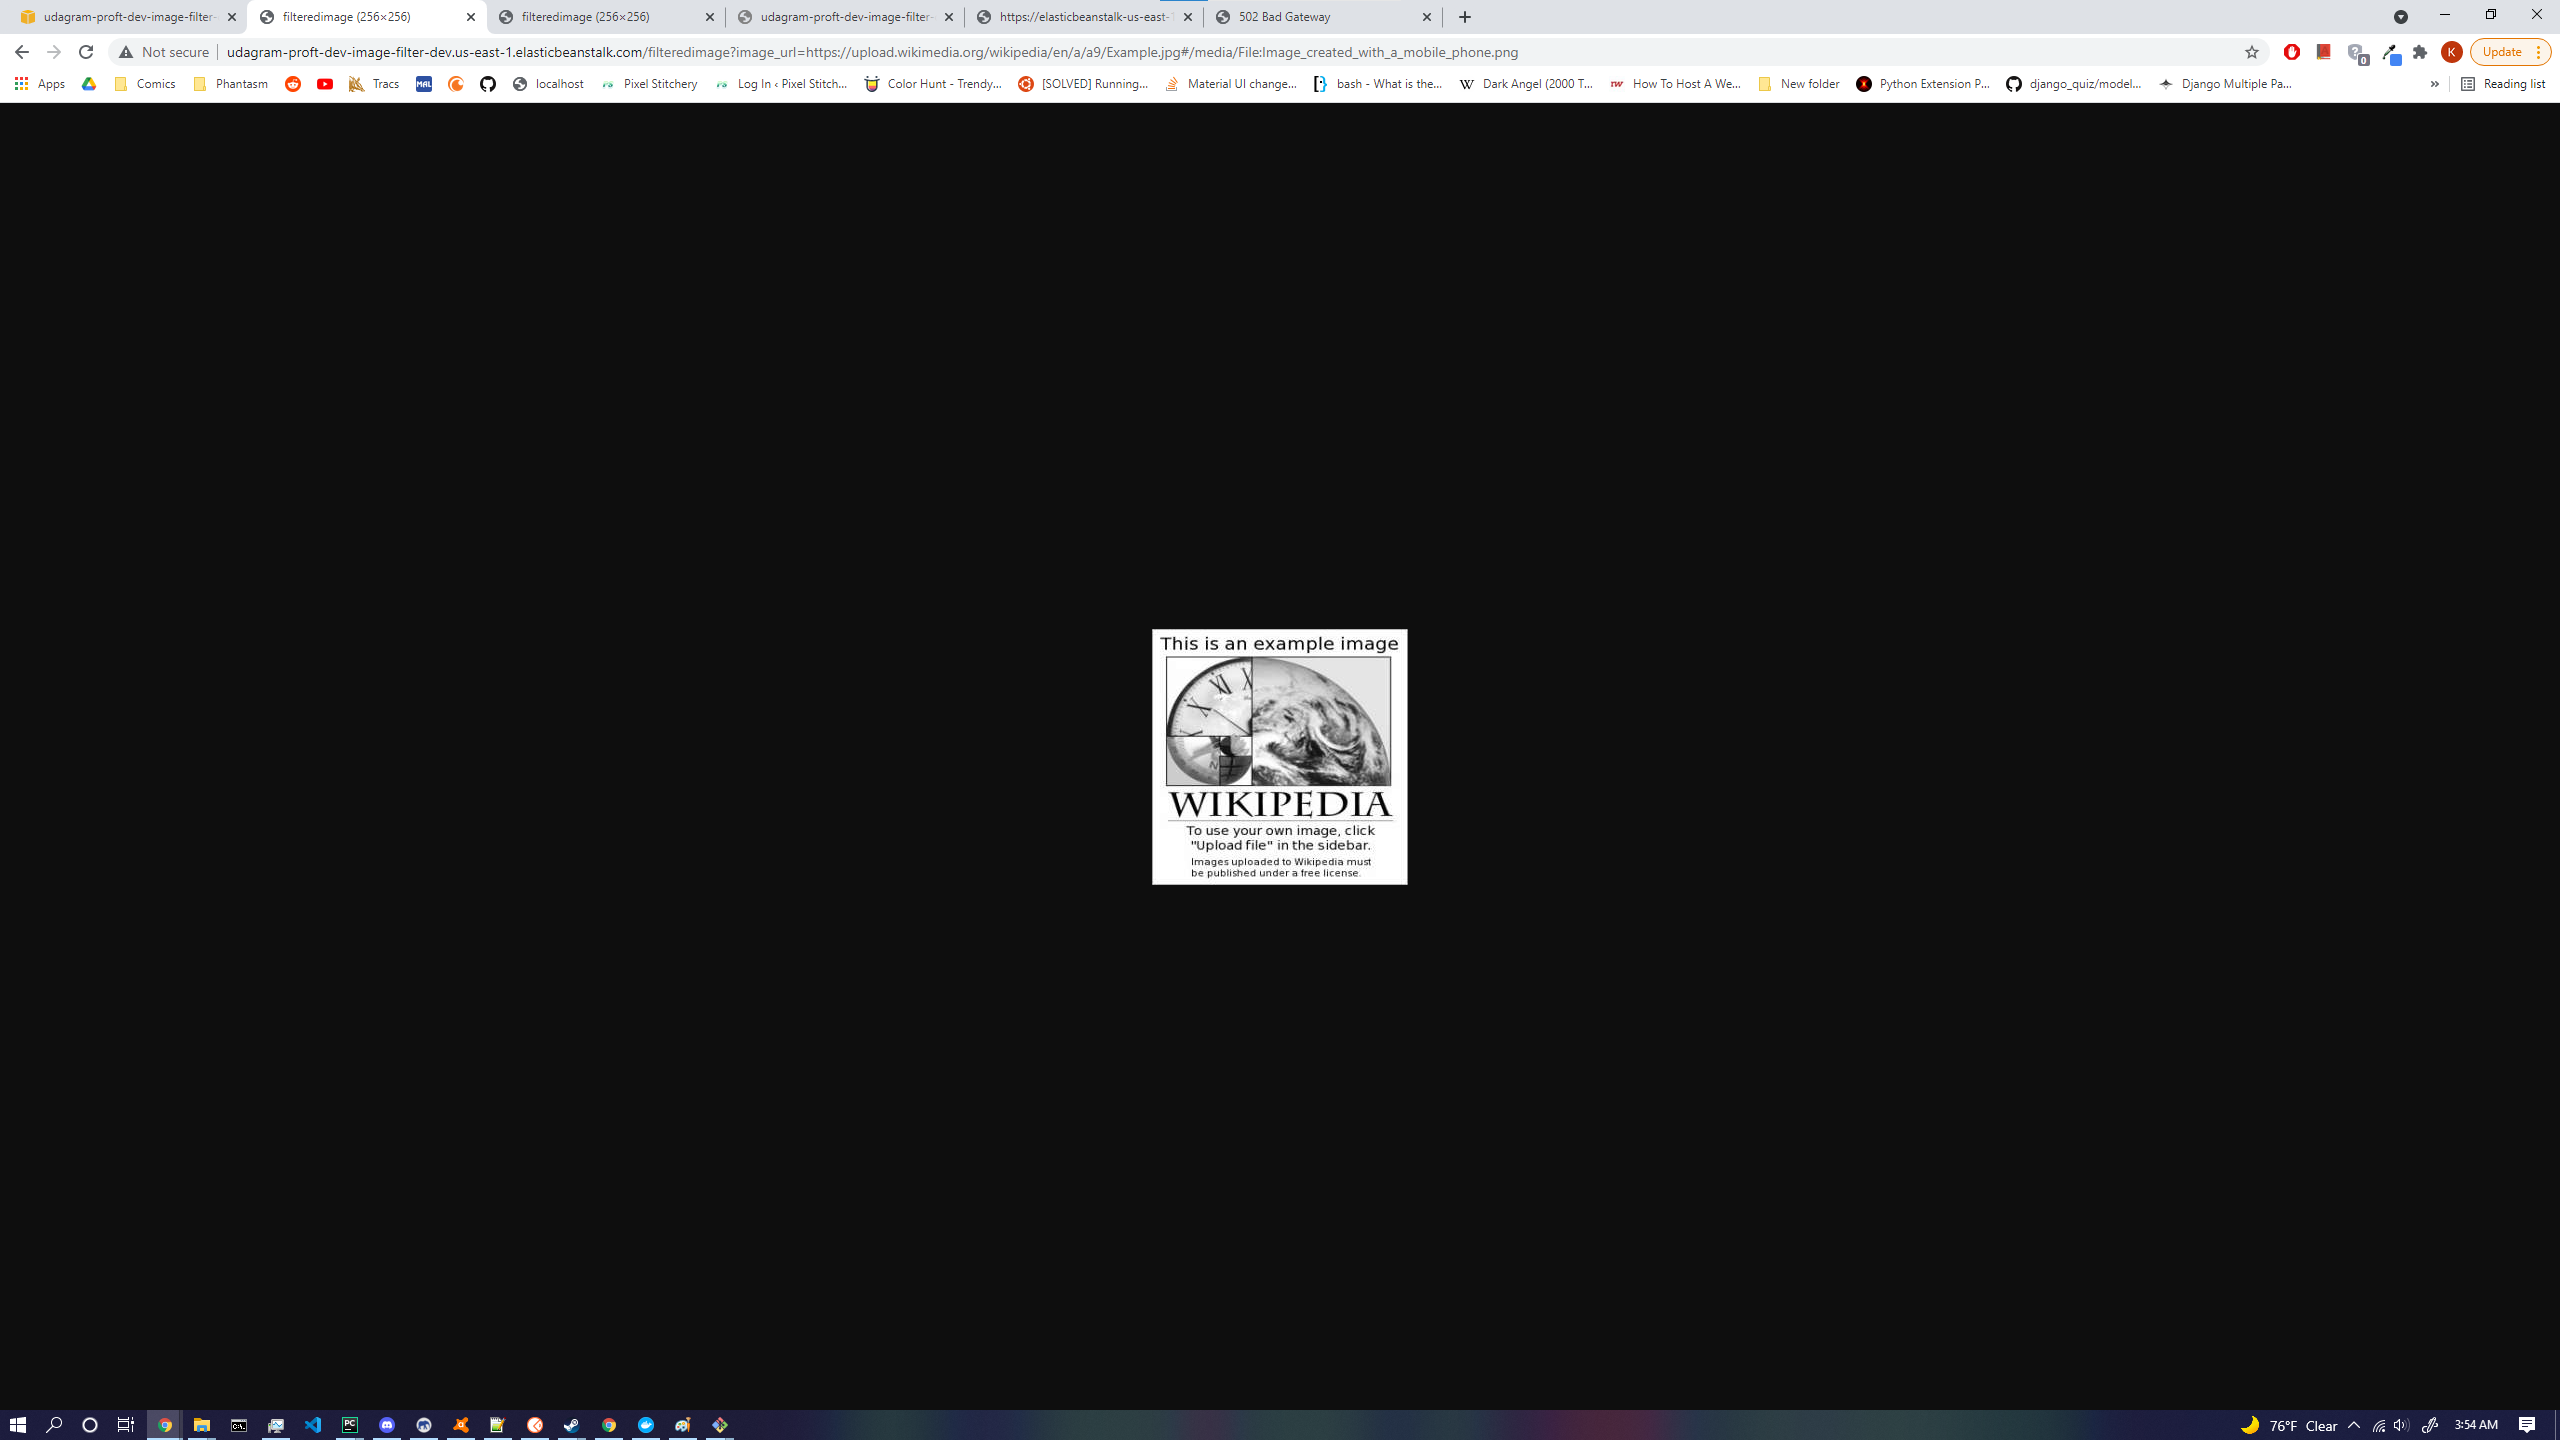 udagram-proft-dev-image-filter-
filteredimage (256×256)
filteredimage (256×256)
udagram-proft-dev-image-filter-
https://elasticbeanstalk-us-east-
502 Bad Gateway
Not secure
udagram-proft-dev-image-filter-dev.us-east-1.elasticbeanstalk.com/filteredimage?image_url=https://upload.wikimedia.org/wikipedia/en/a/a9/Example.jpg#/media/File:Image_created_with_a_mobile_phone.png
0
K
Update
Apps
Comics
Phantasm
Tracs
MAL
localhost
Pixel Stitchery
Log In ‹ Pixel Stitch...
Color Hunt - Trendy...
[SOLVED] Running...
Material UI change...
bash - What is the...
Dark Angel (2000 T...
rw
How To Host A We...
New folder
Python Extension P...
django_quiz/model...
Django Multiple Pa...
»
Reading list
This is an example image
XI X
X
N
WIKIPEDIA
To use your own image, click
"Upload file" in the sidebar.
Images uploaded to Wikipedia must
be published under a free license.
PC
76°F Clear
3:54 AM